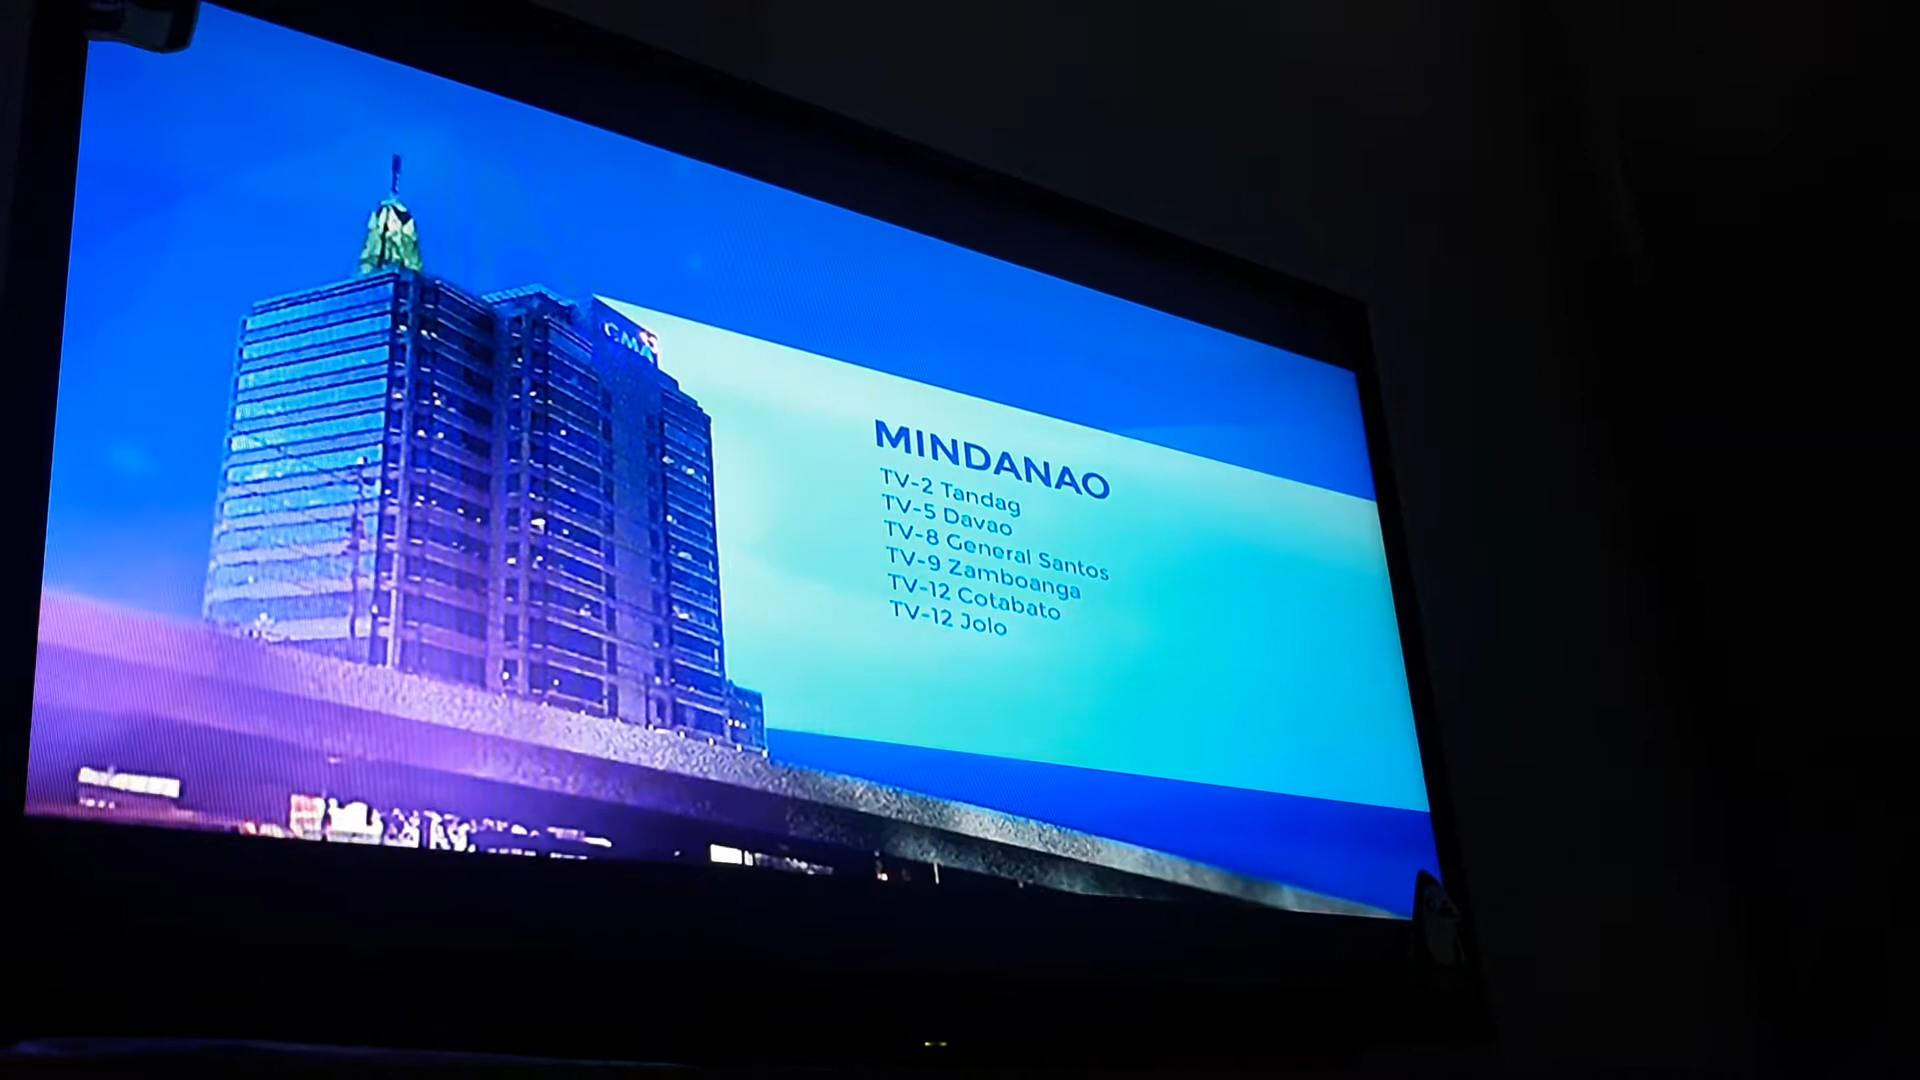 GMA
MINDANAO
TV-2 Tandag
TV-5 Davao
TV-8 General Santos
TV-9 Zamboanga
TV-12 Cotabato
TV-12 Jolo